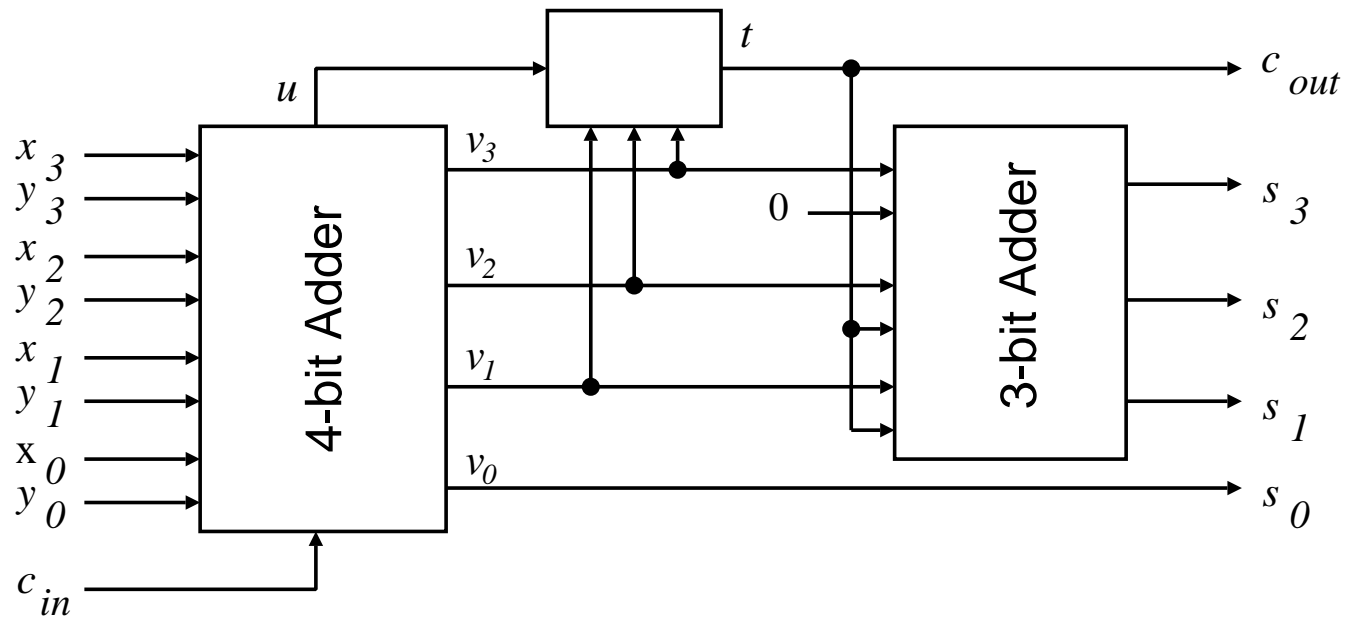 t
c out
u
x 3
y 3
x 2
y 2
x 1
y 1
x 0
y 0
c in
4-bit Adder
v3
v2
v1
v0
0
3-bit Adder
s 3
s 2
s 1
s 0